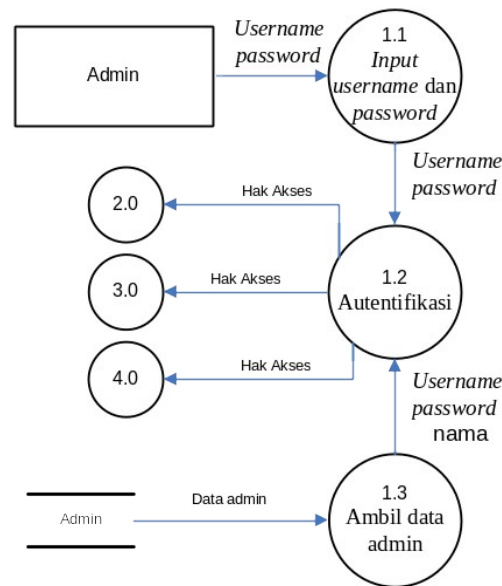 Username
password
Admin
1.1
Input
username dan
password
Username
password
Hak Akses
2.0
Hak Akses
3.0
1.2
Autentifikasi
Hak Akses
4.0
Username
password
nama
Data admin
Admin
1.3
Ambil data
admin